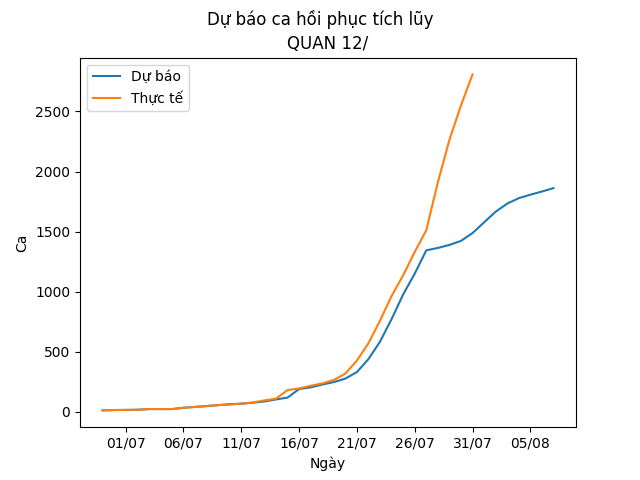 Dự báo ca hồi phục tích lũy
QUAN 12/
Dự báo
Thực tế
2500
2000
1500
1000
500
0
Ca
01/07 06/07 11/07 16/07 21/07 26/07 31/07 05/08
Ngày